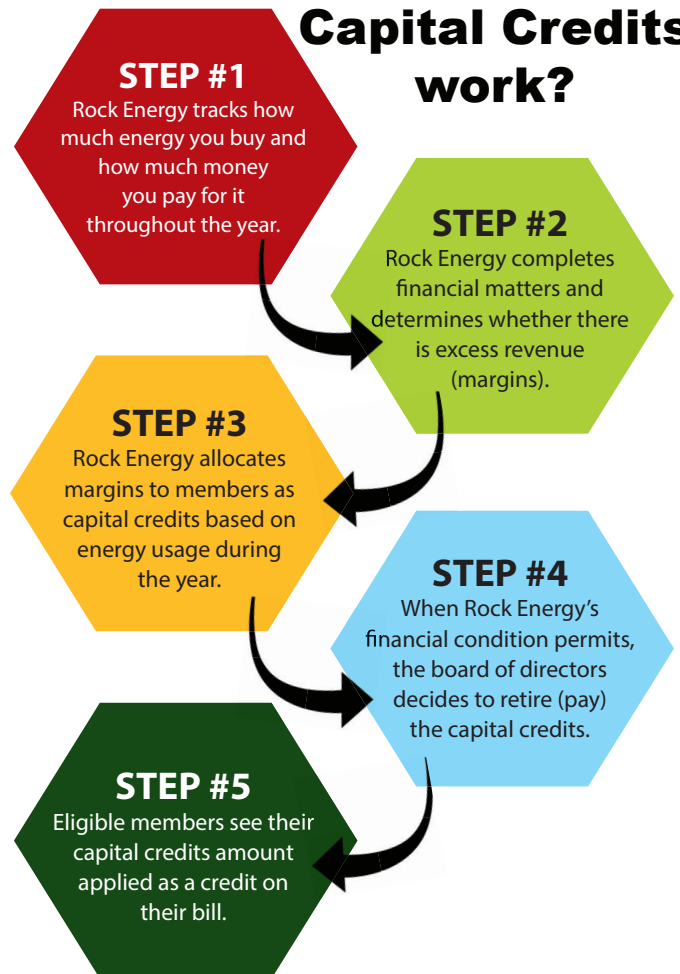 Capital Credits
work?
STEP #1
Rock Energy tracks how
much energy you buy and
how much money
you pay for it
throughout the year.
STEP #2
Rock Energy completes
financial matters and
determines whether there
is excess revenue
(margins).
STEP #3
Rock Energy allocates
margins to members as
capital credits based on
energy usage during
the year.
STEP #4
When Rock Energy’s
financial condition permits,
the board of directors
decides to retire (pay)
the capital credits.
STEP #5
Eligible members see their
capital credits amount
applied as a credit on
their bill.